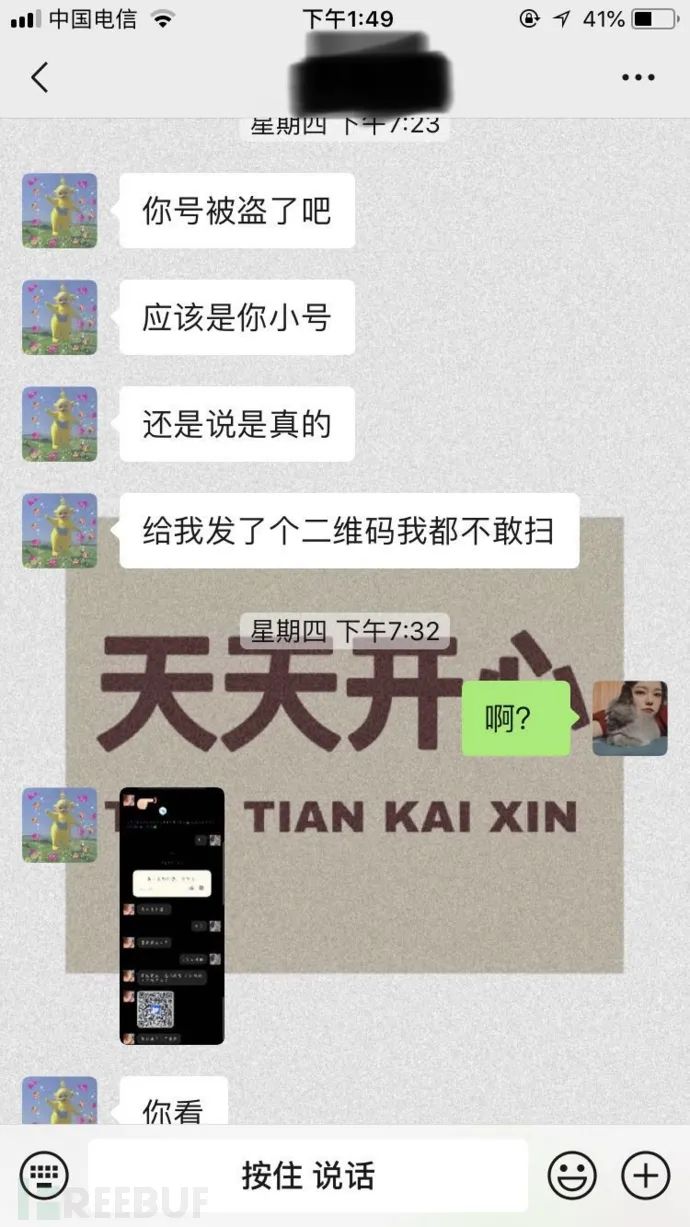 中国电信
下午1:49
41%
星期四 下午7:23
你号被盗了吧
应该是你小号
还是说是真的
给我发了个二维码我都不敢扫
星期四 下午7:32
天天开心
啊?
T TIAN KAI XIN
你看
按住 说话
REEBUF